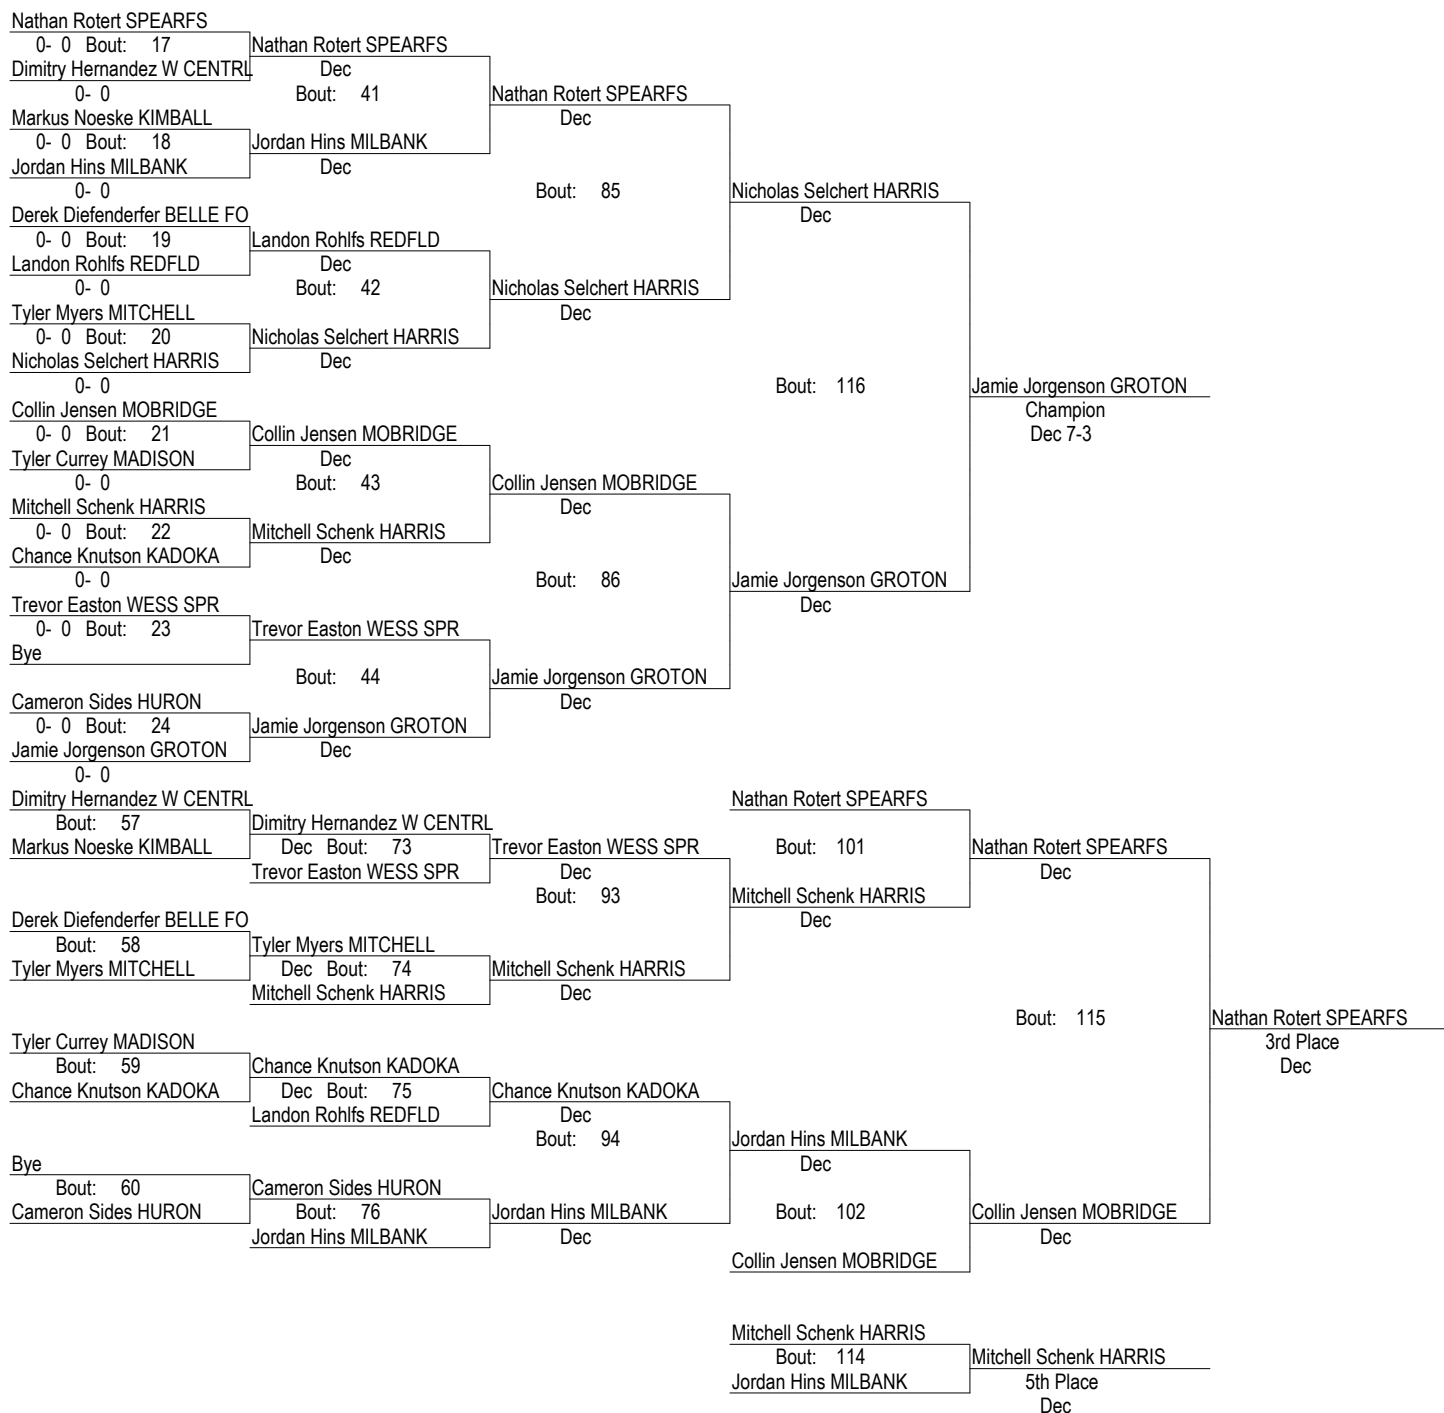 Nathan Rotert SPEARFS
0- 0 Bout: 17 Nathan Rotert SPEARFS
Dimitry Hernandez W CENTRL Dec
0- 0 Bout: 41 Nathan Rotert SPEARFS
Markus Noeske KIMBALL Dec
0- 0 Bout: 18 Jordan Hins MILBANK
Jordan Hins MILBANK Dec
0- 0 Bout: 85 Nicholas Selchert HARRIS
Derek Diefenderfer BELLE FO Dec
0- 0 Bout: 19 Landon Rohlfs REDFLD
Landon Rohlfs REDFLD Dec
0- 0 Bout: 42 Nicholas Selchert HARRIS
Tyler Myers MITCHELL Dec
0- 0 Bout: 20 Nicholas Selchert HARRIS
Nicholas Selchert HARRIS Dec
0- 0 Bout: 116 Jamie Jorgenson GROTON
Collin Jensen MOBRIDGE Champion
0- 0 Bout: 21 Collin Jensen MOBRIDGE Dec 7-3
Tyler Currey MADISON Dec
0- 0 Bout: 43 Collin Jensen MOBRIDGE
Mitchell Schenk HARRIS Dec
0- 0 Bout: 22 Mitchell Schenk HARRIS
Chance Knutson KADOKA Dec
0- 0 Bout: 86 Jamie Jorgenson GROTON
Trevor Easton WESS SPR Dec
0- 0 Bout: 23 Trevor Easton WESS SPR
Bye
Bout: 44 Jamie Jorgenson GROTON
Cameron Sides HURON Dec
0- 0 Bout: 24 Jamie Jorgenson GROTON
Jamie Jorgenson GROTON Dec
0- 0
Dimitry Hernandez W CENTRL Nathan Rotert SPEARFS
Bout: 57 Dimitry Hernandez W CENTRL
Markus Noeske KIMBALL Dec Bout: 73 Trevor Easton WESS SPR Bout: 101 Nathan Rotert SPEARFS
Trevor Easton WESS SPR Dec Dec
Bout: 93 Mitchell Schenk HARRIS
Derek Diefenderfer BELLE FO Dec
Bout: 58 Tyler Myers MITCHELL
Tyler Myers MITCHELL Dec Bout: 74 Mitchell Schenk HARRIS
Mitchell Schenk HARRIS Dec
Bout: 115 Nathan Rotert SPEARFS
Tyler Currey MADISON 3rd Place
Bout: 59 Chance Knutson KADOKA Dec
Chance Knutson KADOKA Dec Bout: 75 Chance Knutson KADOKA
Landon Rohlfs REDFLD Dec
Bout: 94 Jordan Hins MILBANK
Bye Dec
Bout: 60 Cameron Sides HURON
Cameron Sides HURON Bout: 76 Jordan Hins MILBANK Bout: 102 Collin Jensen MOBRIDGE
Jordan Hins MILBANK Dec Dec
Collin Jensen MOBRIDGE
Mitchell Schenk HARRIS
Bout: 114 Mitchell Schenk HARRIS
Jordan Hins MILBANK 5th Place
Dec